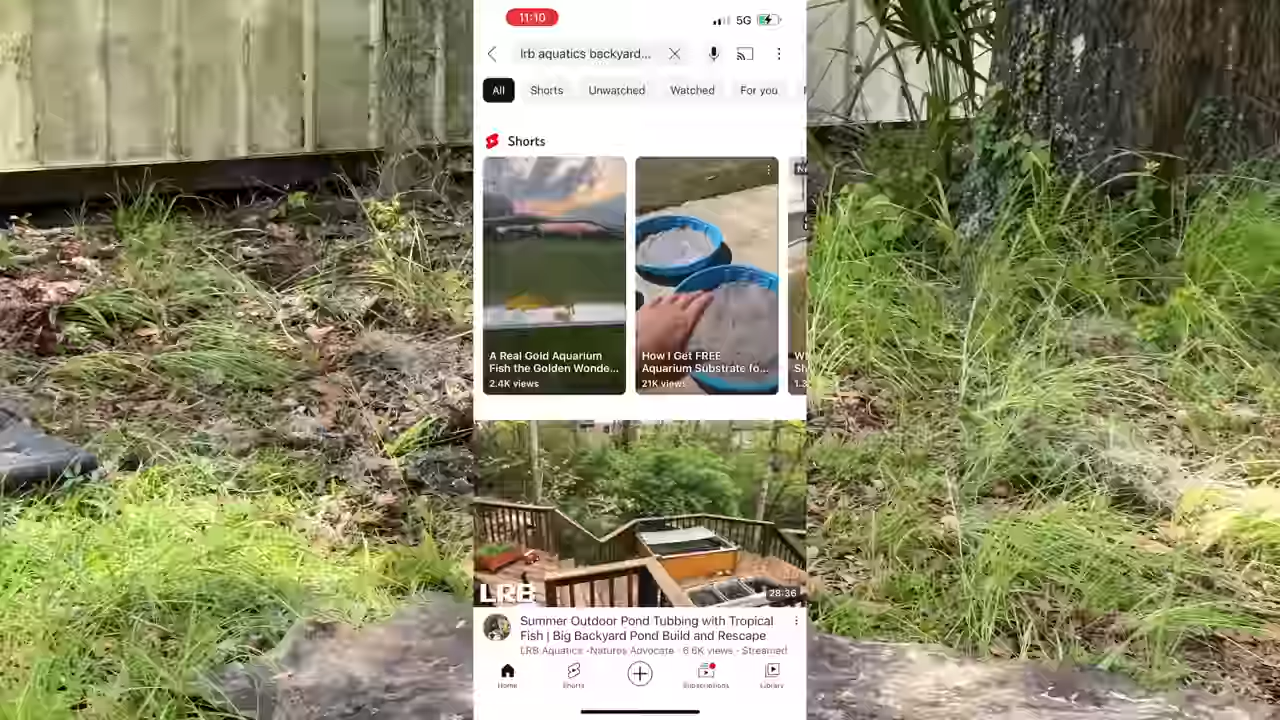 11:10
5G
lrb aquatics backyard...
All
Shorts
Unwatched
Watched
For you
Shorts
A Real Gold Aquarium
Fish the Golden Wonde...
2.4K views
How I Get FREE
Aquarium Substrate fo...
21K views
1.3
LRB
28:36
Summer Outdoor Pond Tubbing with Tropical
Fish | Big Backyard Pond Build and Rescape
LRB Aquatics -Natures Advocate · 6.6K views · Streamed
Home
Shorts
Subscriptions
Library